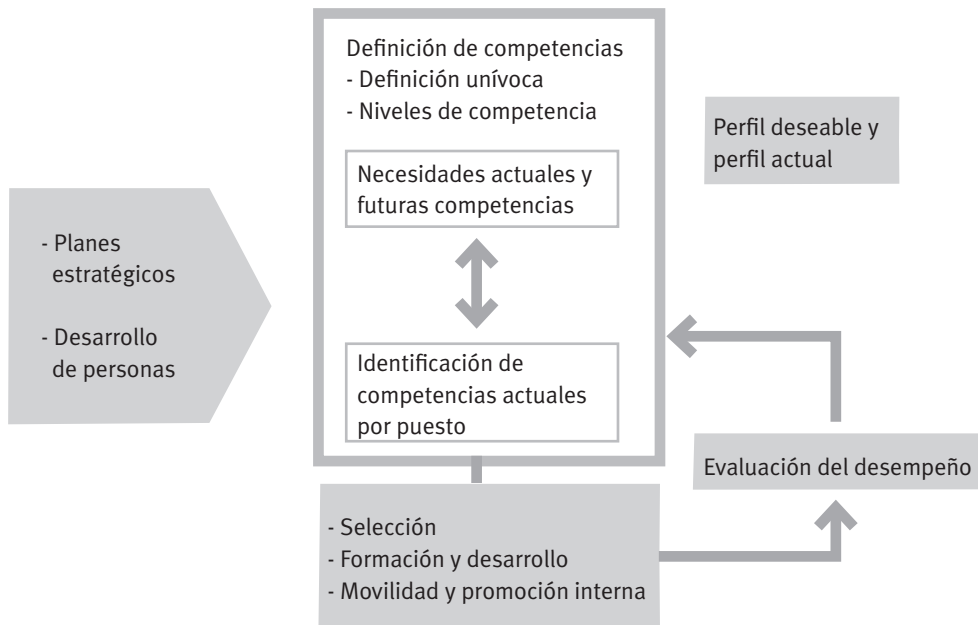 Definición de competencias
- Definición unívoca
- Niveles de competencia
Necesidades actuales y
futuras competencias
Identificación de
competencias actuales
por puesto
Perfil deseable y
perfil actual
- Planes
estratégicos
- Desarrollo
de personas
Evaluación del desempeño
- Selección
- Formación y desarrollo
- Movilidad y promoción interna